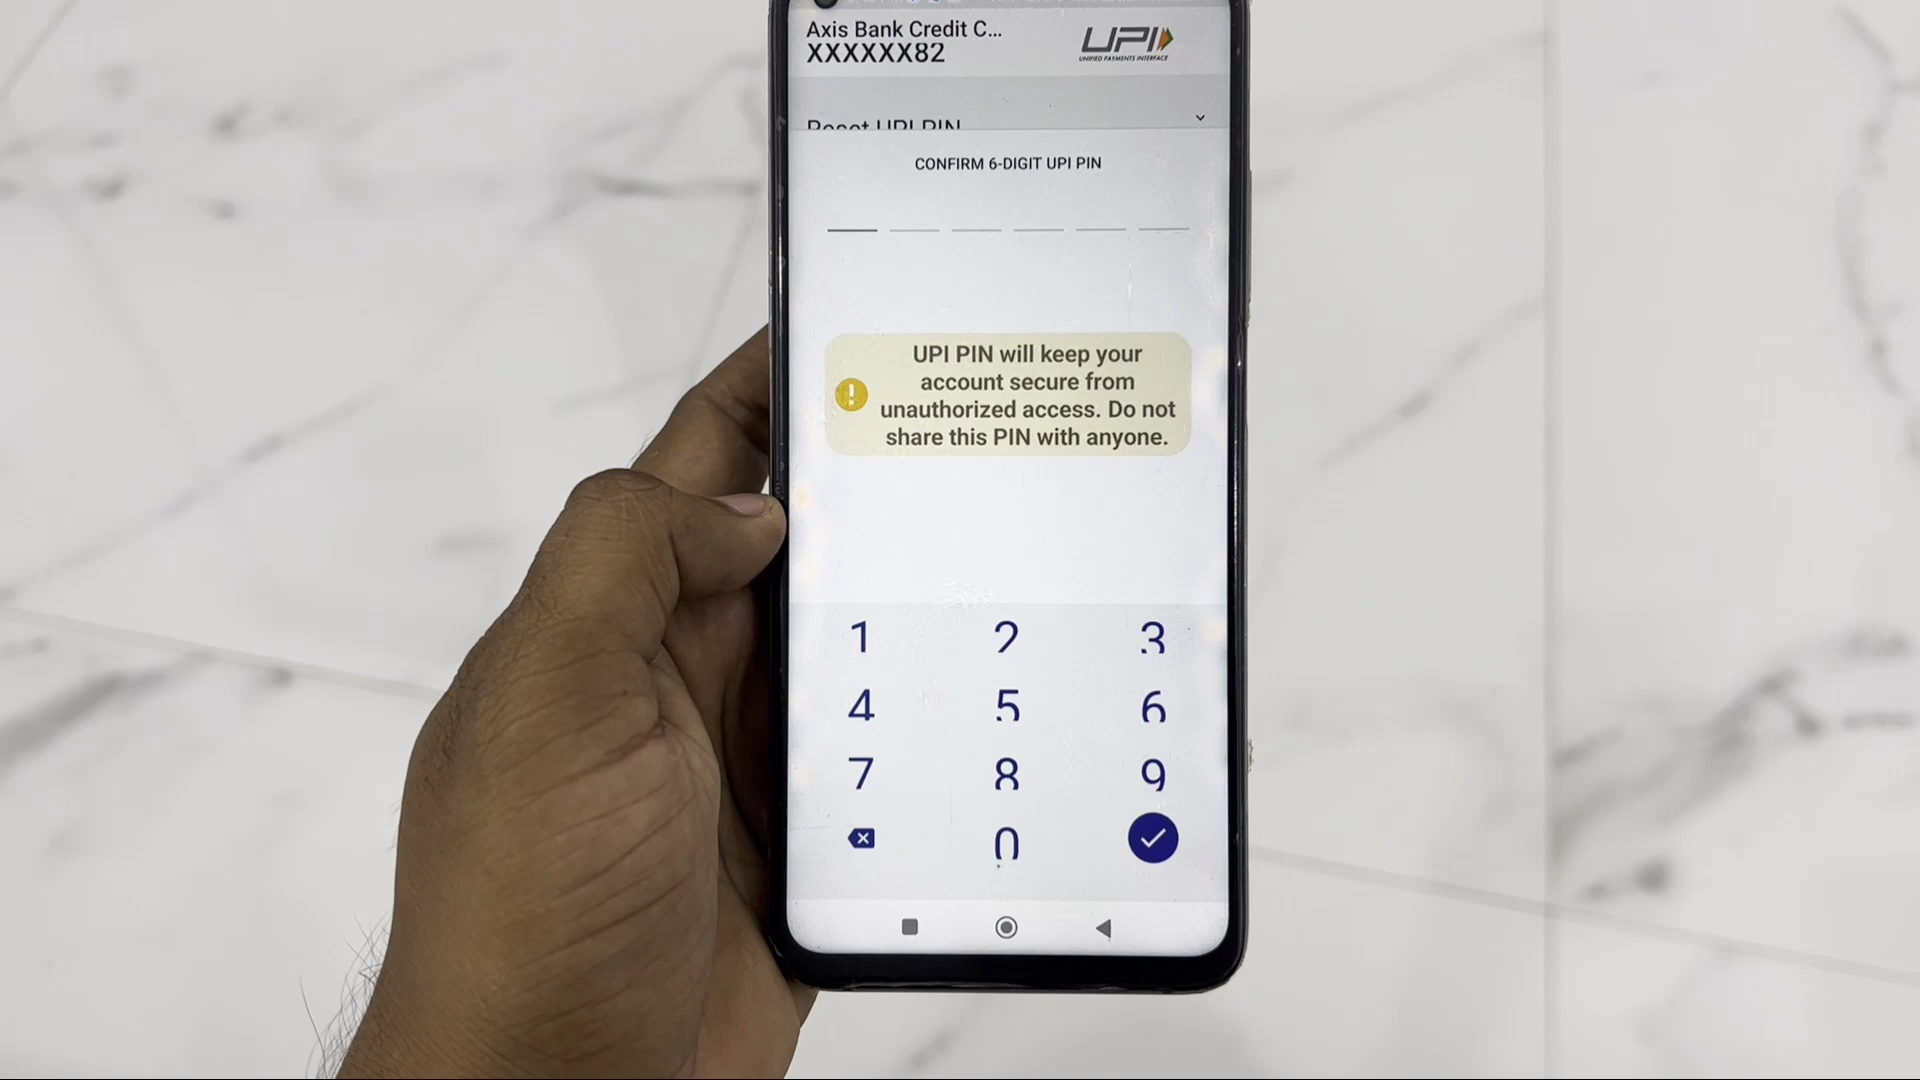 Axis Bank Credit C...
XXXXXX82
UPI
UNIFIED PAYMENTS INTERFACE
Reset UPI PIN
CONFIRM 6-DIGIT UPI PIN
UPI PIN will keep your
account secure from
unauthorized access. Do not
share this PIN with anyone.
1 2 3
4 5 6
7 8 9
0